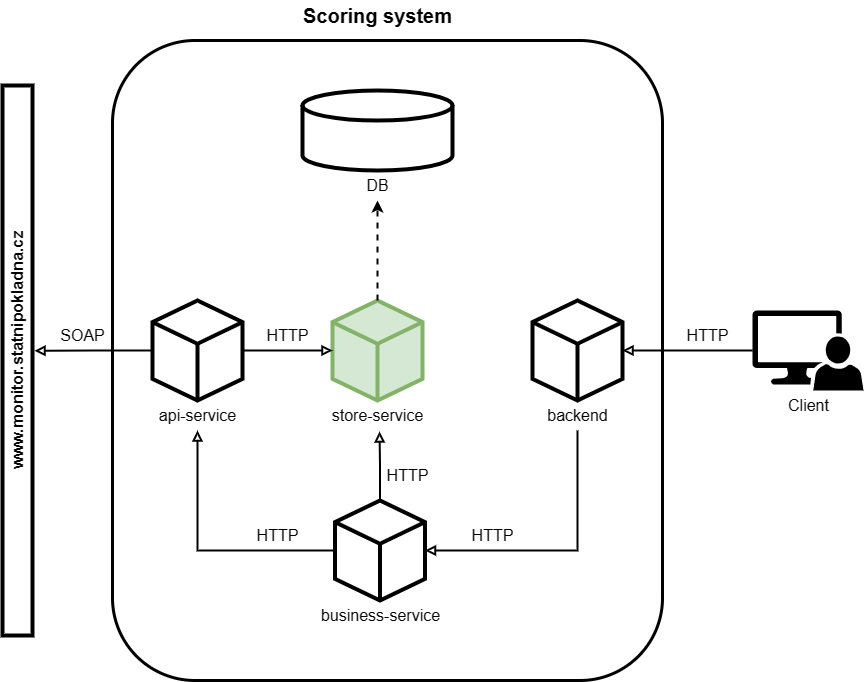 Scoring system
www.monitor.statnipokladna.cz
DB
SOAP
HTTP
HTTP
api-service
store-service
backend
Client
HTTP
HTTP
HTTP
business-service